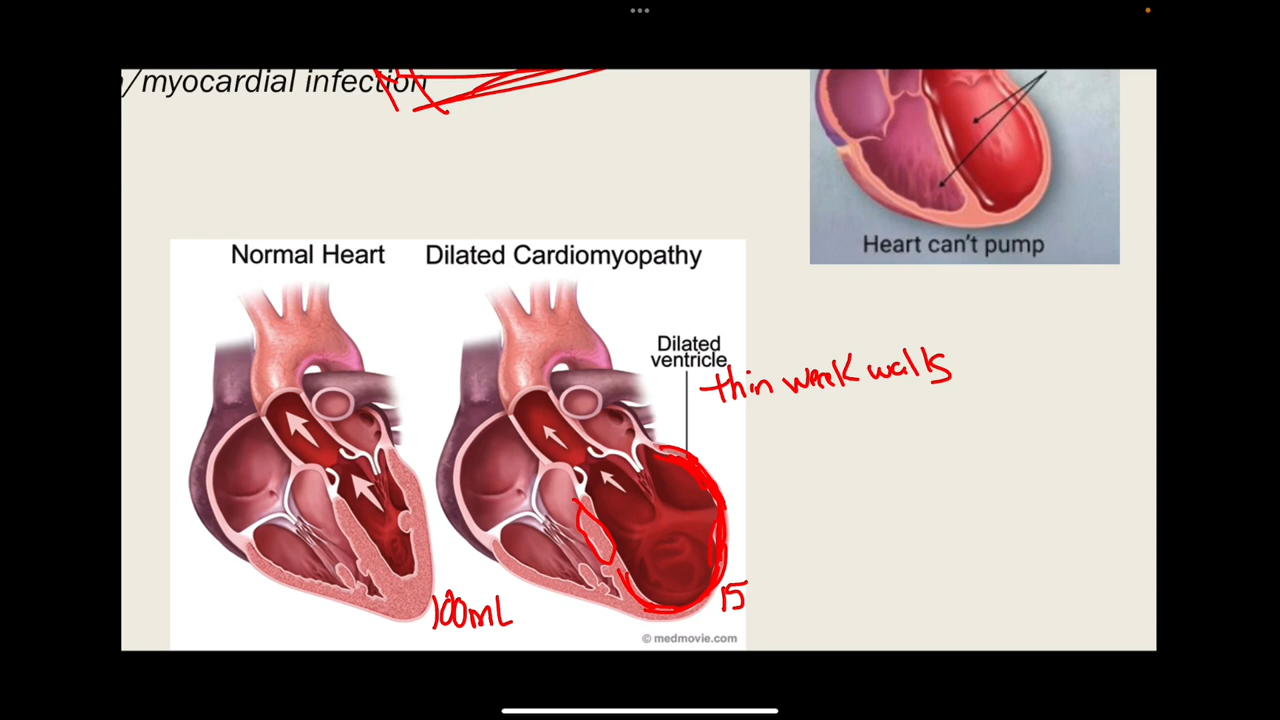 /myocardial infection
Heart can't pump
Normal Heart
Dilated Cardiomyopathy
Dilated
ventricle
thin weak walls
100mL
15
© medmovie.com